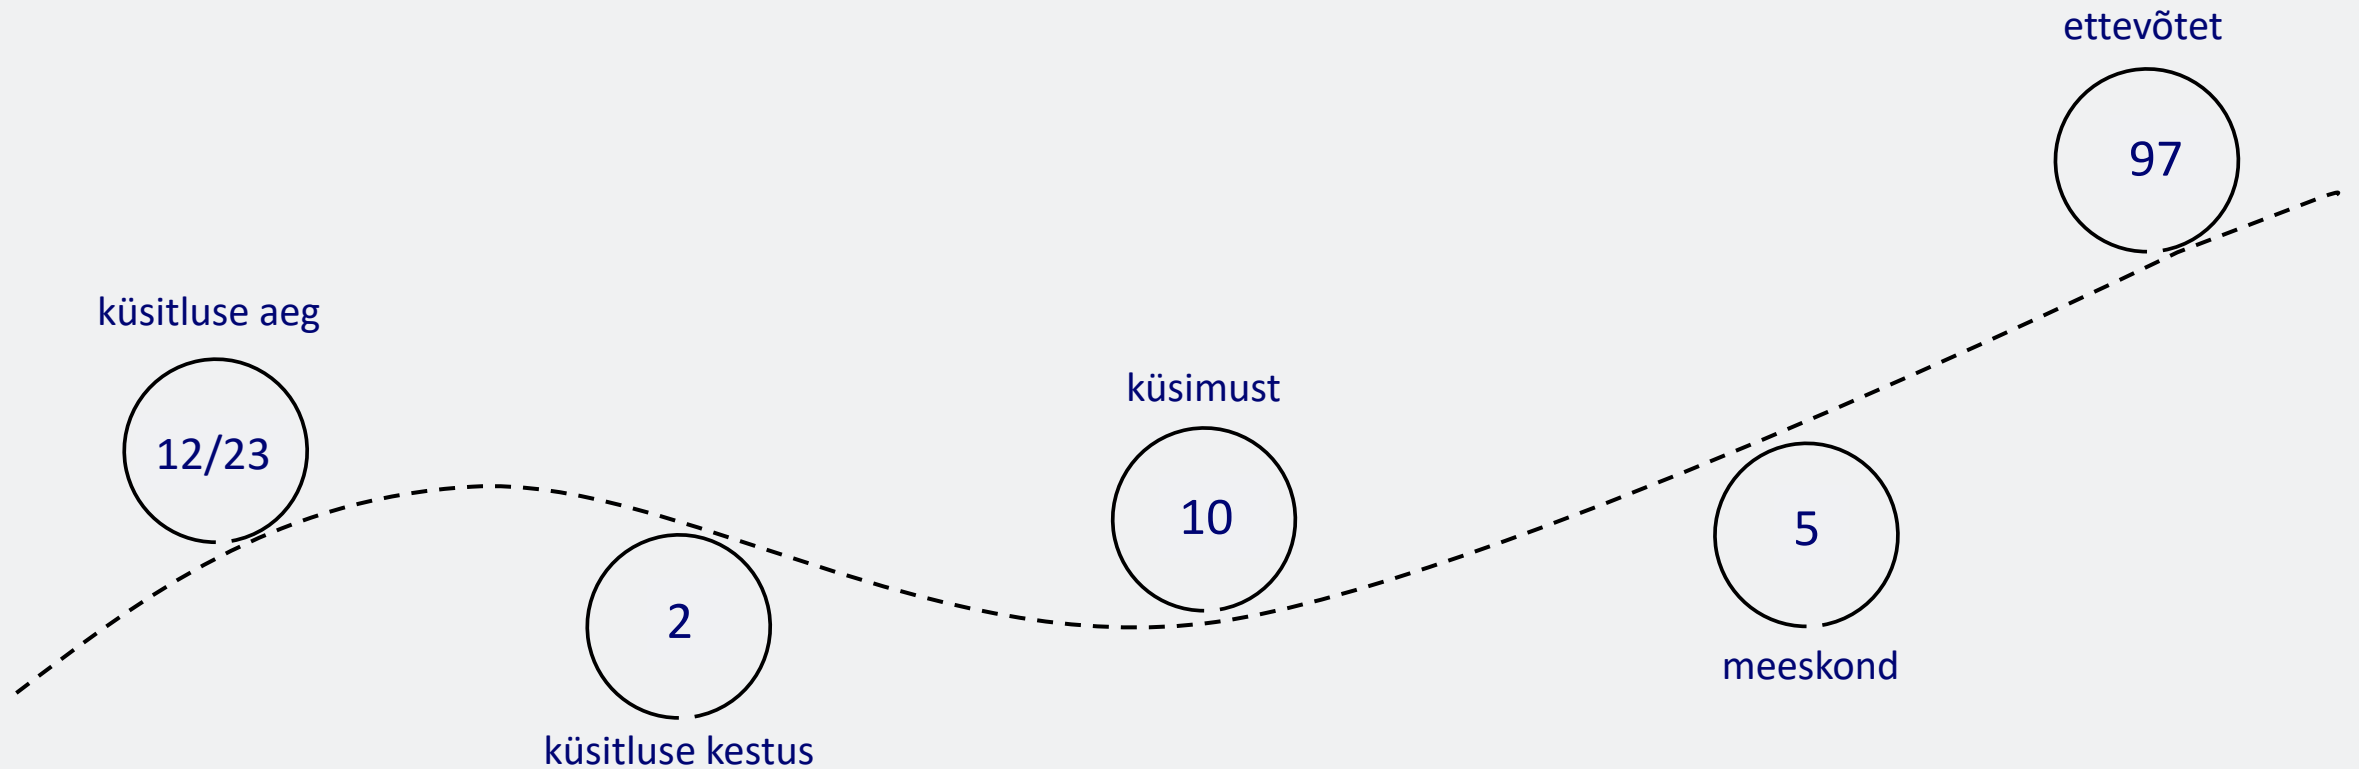 küsitluse aeg
12/23
2
küsitluse kestus
küsimust
10
5
meeskond
ettevõtet
97